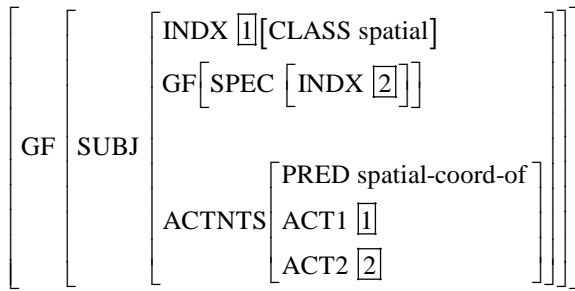 INDX 1[CLASS spatial]
GF[SPEC [INDX 2]]
GF SUBJ
PRED spatial-coord-of
ACTNTS ACT1 1
ACT2 2